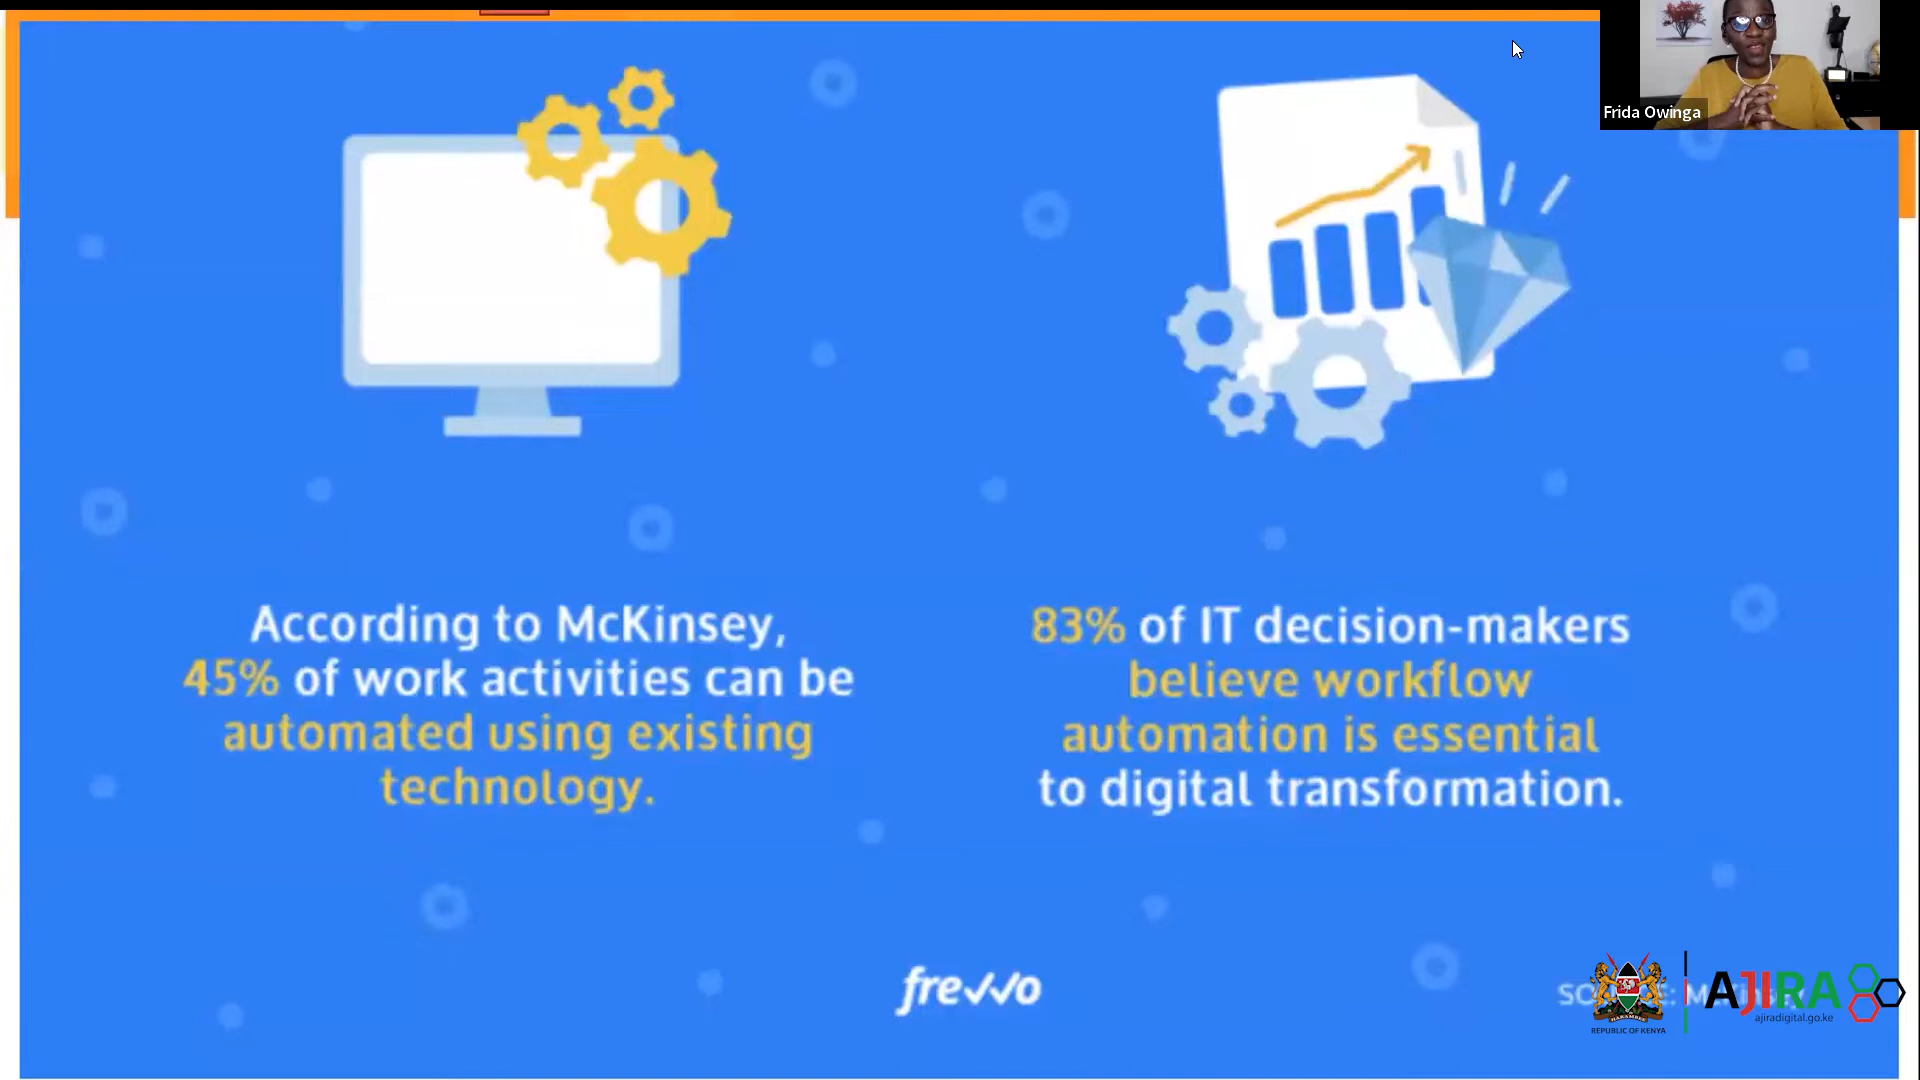 Frida Owinga
According to McKinsey,
45% of work activities can be
automated using existing
technology.
83% of IT decision-makers
believe workflow
automation is essential
to digital transformation.
frevvo
REPUBLIC OF KENYA
AJIRA
ajiradigital.go.ke